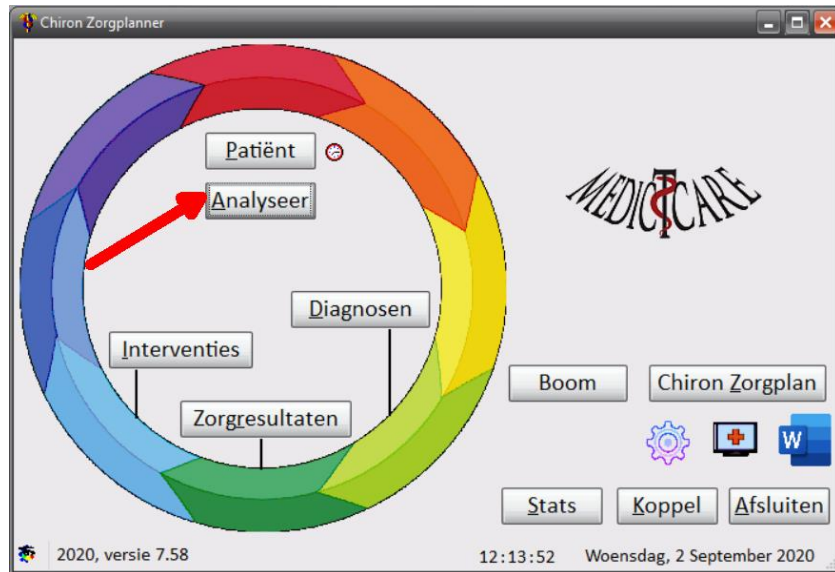 Chiron Zorgplanner
Patiënt
Analyseer
MEDICTCARE
Diagnosen
Interventies
Zorgresultaten
Boom
Chiron Zorgplan
W
Stats
Koppel
Afsluiten
2020, versie 7.58
12:13:52
Woensdag, 2 September 2020